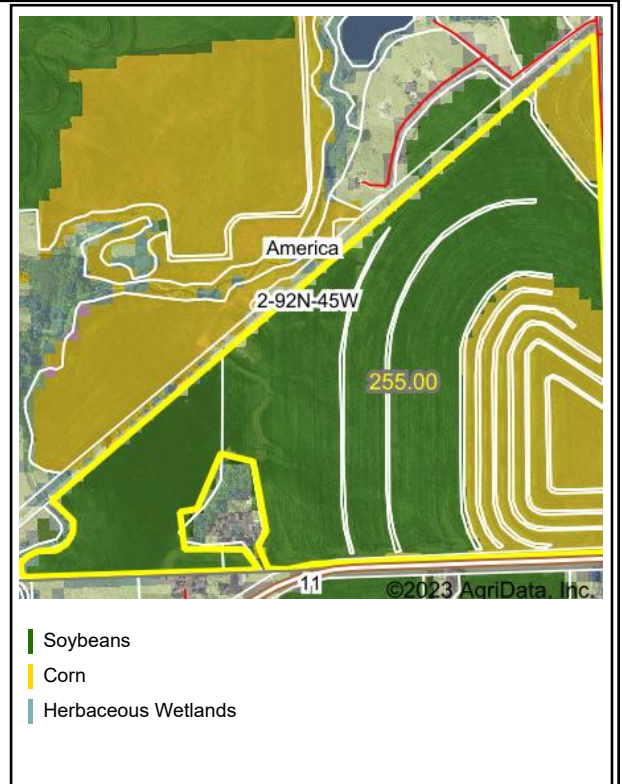 America
2-92N-45W
255.00
11
©2023 AgriData, Inc.
Soybeans
Corn
Herbaceous Wetlands